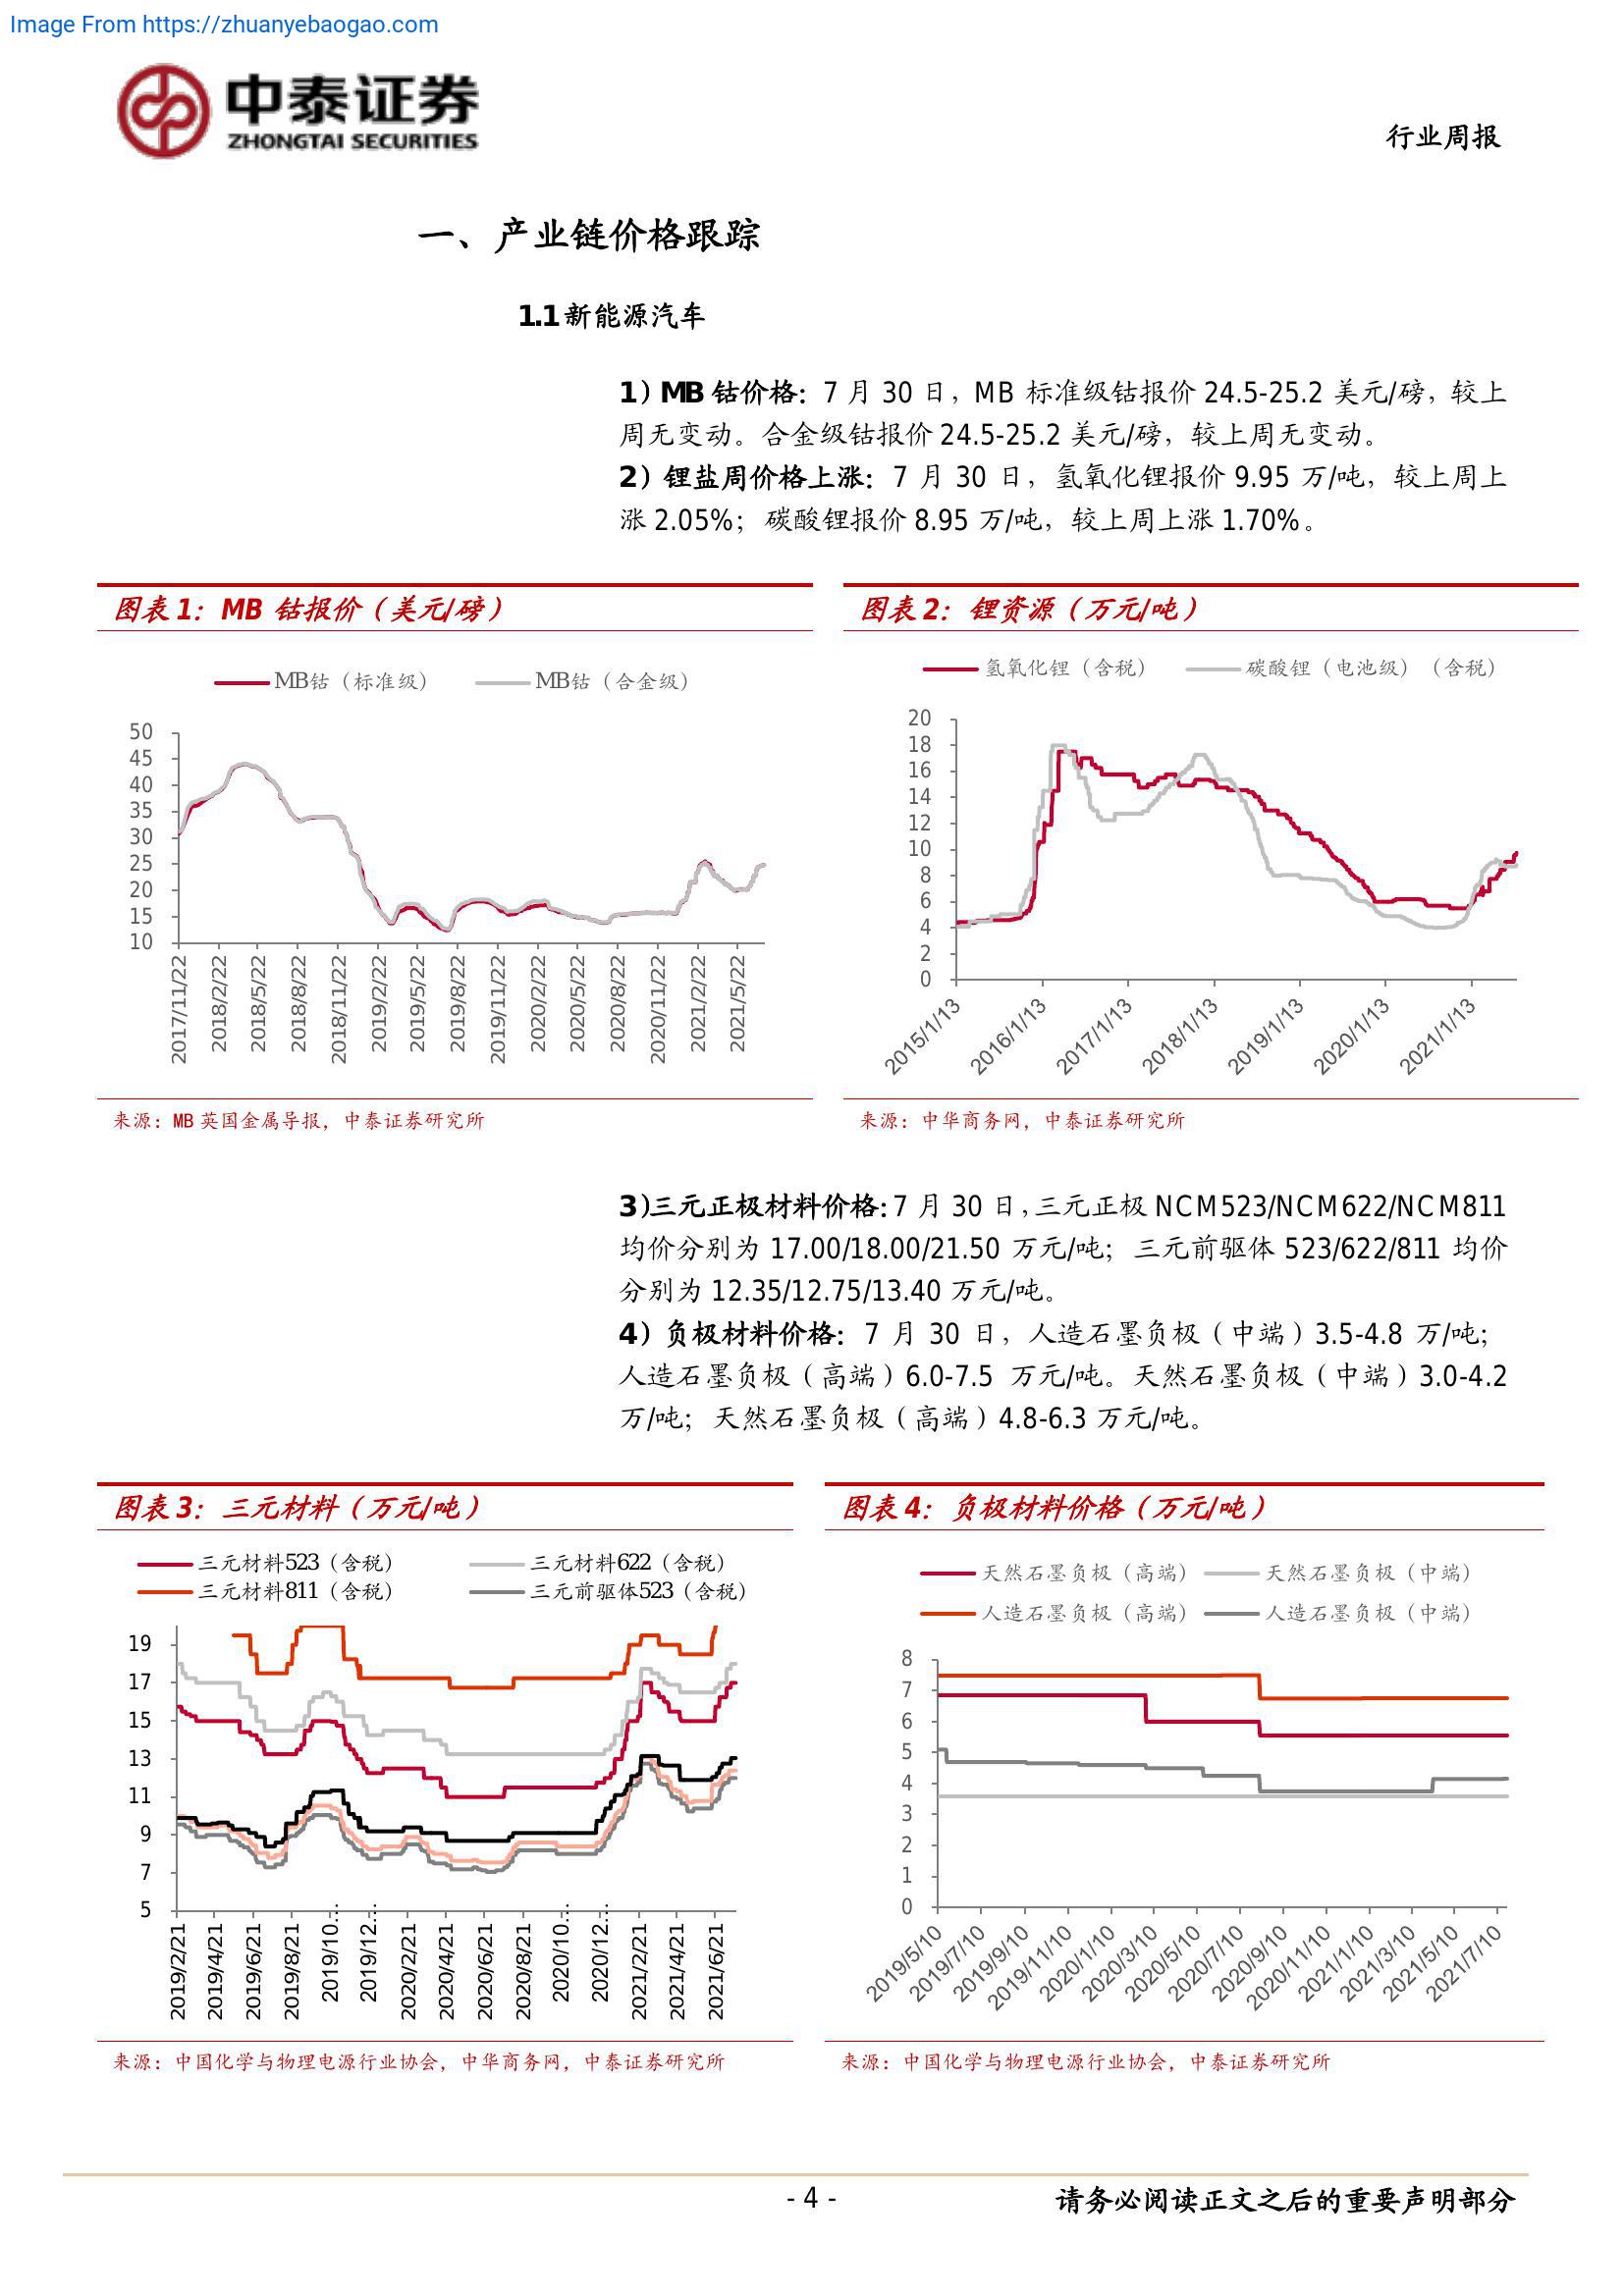 Image From https://zhuanyebaogao.com
中泰证券
ZHONGTAI SECURITIES
行业周报
一、产业链价格跟踪
1.1新能源汽车
1）MB 钴价格：7 月 30 日，MB 标准级钴报价 24.5-25.2 美元/磅，较上
周无变动。合金级钴报价 24.5-25.2 美元/磅，较上周无变动。
2）锂盐周价格上涨：7 月 30 日，氢氧化锂报价 9.95 万/吨，较上周上
涨 2.05%；碳酸锂报价 8.95 万/吨，较上周上涨 1.70%。
图表 1：MB 钴报价（美元/磅）
MB钴（标准级） MB钴（合金级）
50
45
40
35
30
25
20
15
10
2017/11/22 2018/2/22 2018/5/22 2018/8/22 2018/11/22 2019/2/22 2019/5/22 2019/8/22 2019/11/22 2020/2/22 2020/5/22 2020/8/22 2020/11/22 2021/2/22 2021/5/22
来源：MB 英国金属导报，中泰证券研究所
图表 2：锂资源（万元/吨）
氢氧化锂（含税） 碳酸锂（电池级）（含税）
20
18
16
14
12
10
8
6
4
2
0
2015/1/13 2016/1/13 2017/1/13 2018/1/13 2019/1/13 2020/1/13 2021/1/13
来源：中华商务网，中泰证券研究所
3)三元正极材料价格:7 月 30 日,三元正极 NCM523/NCM622/NCM811
均价分别为 17.00/18.00/21.50 万元/吨；三元前驱体 523/622/811 均价
分别为 12.35/12.75/13.40 万元/吨。
4）负极材料价格：7 月 30 日，人造石墨负极（中端）3.5-4.8 万/吨；
人造石墨负极（高端）6.0-7.5 万元/吨。天然石墨负极（中端）3.0-4.2
万/吨；天然石墨负极（高端）4.8-6.3 万元/吨。
图表 3：三元材料（万元/吨）
三元材料523（含税） 三元材料622（含税）
三元材料811（含税） 三元前驱体523（含税）
19
17
15
13
11
9
7
5
2019/2/21 2019/4/21 2019/6/21 2019/8/21 2019/10… 2019/12… 2020/2/21 2020/4/21 2020/6/21 2020/8/21 2020/10… 2020/12… 2021/2/21 2021/4/21 2021/6/21
来源：中国化学与物理电源行业协会，中华商务网，中泰证券研究所
图表 4：负极材料价格（万元/吨）
天然石墨负极（高端） 天然石墨负极（中端）
人造石墨负极（高端） 人造石墨负极（中端）
8
7
6
5
4
3
2
1
0
2019/5/10 2019/7/10 2019/9/10 2019/11/10 2020/1/10 2020/3/10 2020/5/10 2020/7/10 2020/9/10 2020/11/10 2021/1/10 2021/3/10 2021/5/10 2021/7/10
来源：中国化学与物理电源行业协会，中泰证券研究所
- 4 -
请务必阅读正文之后的重要声明部分